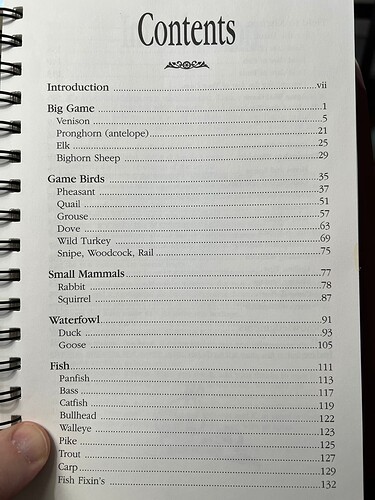 Contents
Introduction ........ vii
Big Game ........ 1
Venison ........ 5
Pronghorn (antelope) ........ 21
Elk ........ 25
Bighorn Sheep ........ 29
Game Birds ........ 35
Pheasant ........ 37
Quail ........ 51
Grouse ........ 57
Dove ........ 63
Wild Turkey ........ 69
Snipe, Woodcock, Rail ........ 75
Small Mammals ........ 77
Rabbit ........ 78
Squirrel ........ 87
Waterfowl ........ 91
Duck ........ 93
Goose ........ 105
Fish ........ 111
Panfish ........ 113
Bass ........ 117
Catfish ........ 119
Bullhead ........ 122
Walleye ........ 123
Pike ........ 125
Trout ........ 127
Carp ........ 129
Fish Fixin's ........ 132